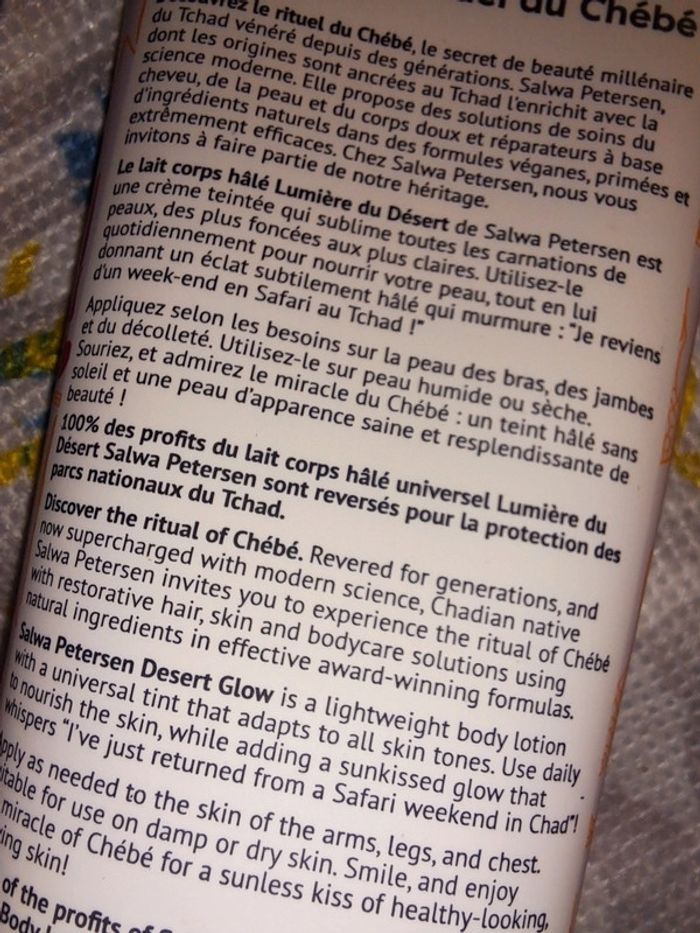 du Chébé
le rituel du Chébé, le secret de beauté millénaire
du Tchad vénéré depuis des générations. Salwa Petersen,
dont les origines sont ancrées au Tchad l'enrichit avec la
science moderne. Elle propose des solutions de soins du
cheveu, de la peau et du corps doux et réparateurs à base
d'ingrédients naturels dans des formules véganes, primées et
extrêmement efficaces. Chez Salwa Petersen, nous vous
invitons à faire partie de notre héritage.
Le lait corps hâlé Lumière du Désert de Salwa Petersen est
une crème teintée qui sublime toutes les carnations de
peaux, des plus foncées aux plus claires. Utilisez-le
quotidiennement pour nourrir votre peau, tout en lui
donnant un éclat subtilement hâlé qui murmure : "Je reviens
d'un week-end en Safari au Tchad !"
Appliquez selon les besoins sur la peau des bras, des jambes
et du décolleté. Utilisez-le sur peau humide ou sèche.
Souriez, et admirez le miracle du Chébé : un teint hâlé sans
soleil et une peau d'apparence saine et resplendissante de
beauté !
100% des profits du lait corps hâlé universel Lumière du
Désert Salwa Petersen sont reversés pour la protection des
parcs nationaux du Tchad.
Discover the ritual of Chébé. Revered for generations, and
now supercharged with modern science, Chadian native
Salwa Petersen invites you to experience the ritual of Chébé
with restorative hair, skin and bodycare solutions using
natural ingredients in effective award-winning formulas.
Salwa Petersen Desert Glow is a lightweight body lotion
with a universal tint that adapts to all skin tones. Use daily
to nourish the skin, while adding a sunkissed glow that
whispers "I've just returned from a Safari weekend in Chad"!
Apply as needed to the skin of the arms, legs, and chest.
for use on damp or dry skin. Smile, and enjoy
miracle of Chébé for a sunless kiss of healthy-looking,
skin!
of the profits of
Body